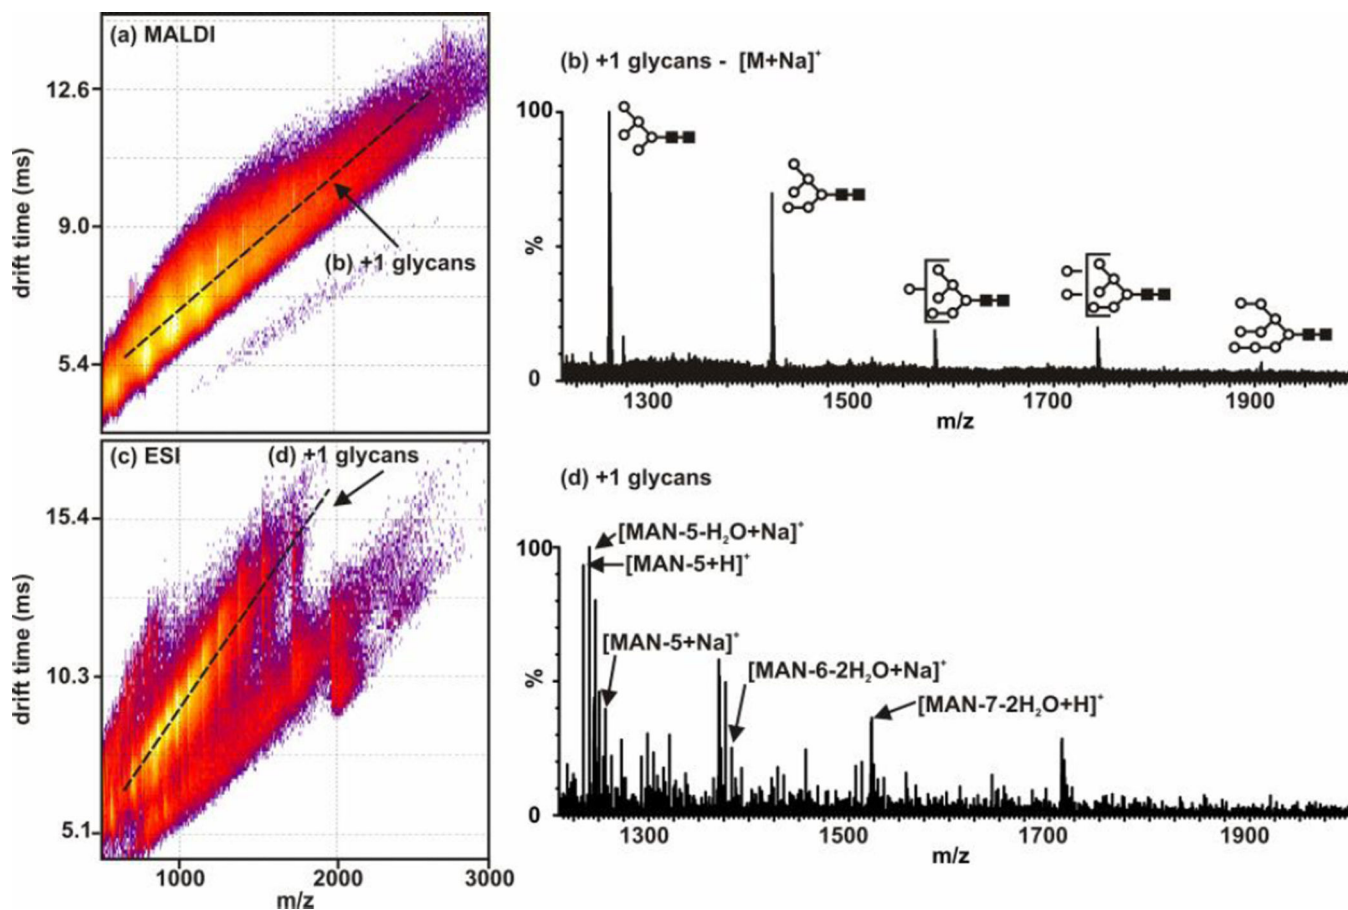 (a) MALDI
12.6
9.0
5.4
drift time (ms)
(b) +1 glycans
(b) +1 glycans - [M+Na]⁺
100
%
0
1300
1500
1700
1900
m/z
(c) ESI
(d) +1 glycans
15.4
10.3
5.1
drift time (ms)
1000
2000
3000
m/z
(d) +1 glycans
100
%
0
[MAN-5-H₂O+Na]⁺
[MAN-5+H]⁺
[MAN-5+Na]⁺
[MAN-6-2H₂O+Na]⁺
[MAN-7-2H₂O+H]⁺
1300
1500
1700
1900
m/z